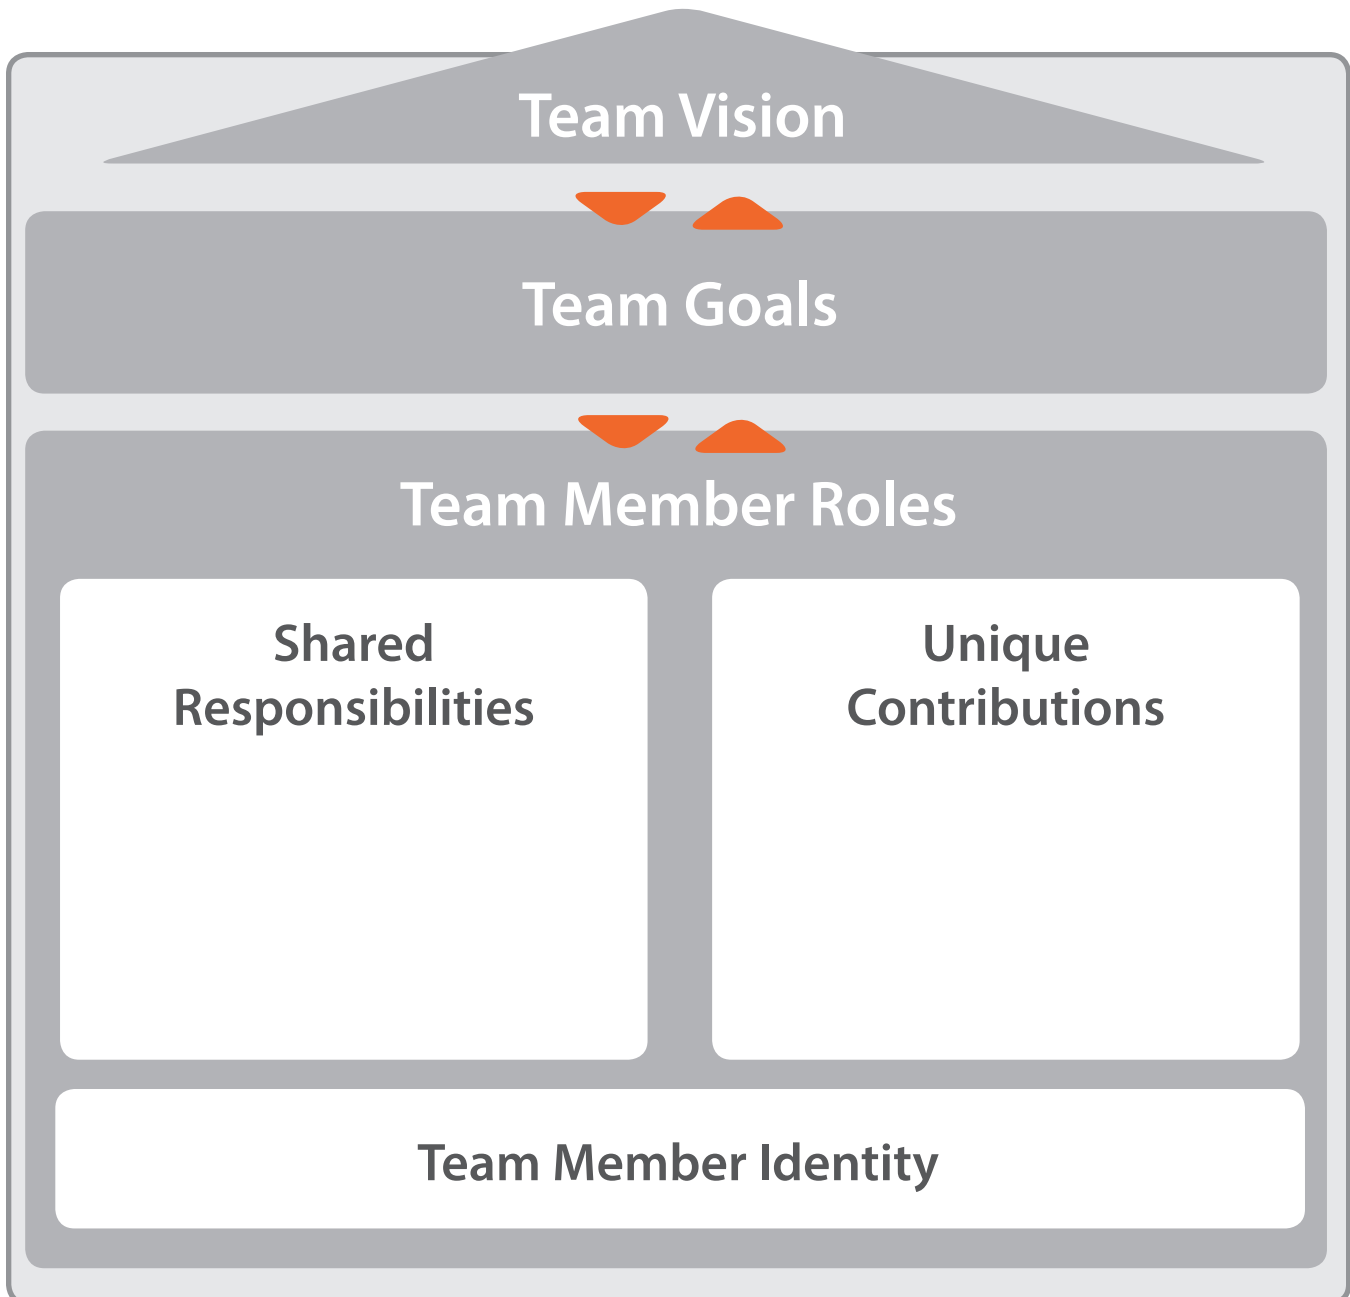 Team Vision
Team Goals
Team Member Roles
Shared
Responsibilities
Unique
Contributions
Team Member Identity